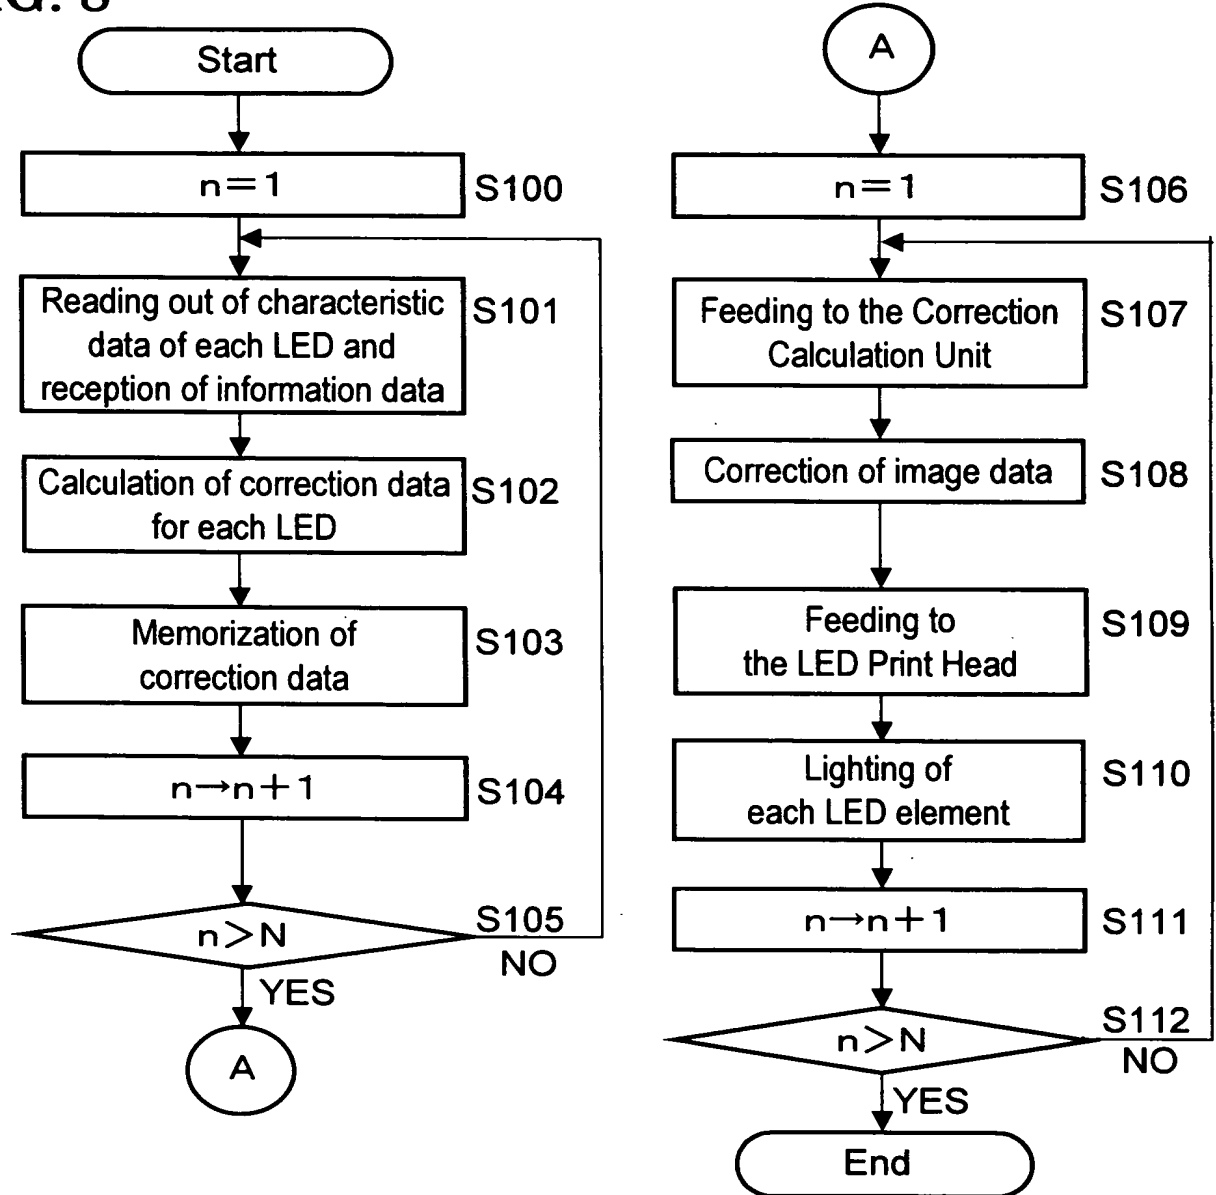 Start
n=1
S100
Reading out of characteristic
data of each LED and
reception of information data
S101
Calculation of correction data
for each LED
S102
Memorization of
correction data
S103
n→n+1
S104
n>N
S105
NO
YES
A
A
n=1
S106
Feeding to the Correction
Calculation Unit
S107
Correction of image data
S108
Feeding to
the LED Print Head
S109
Lighting of
each LED element
S110
n→n+1
S111
n>N
S112
NO
YES
End